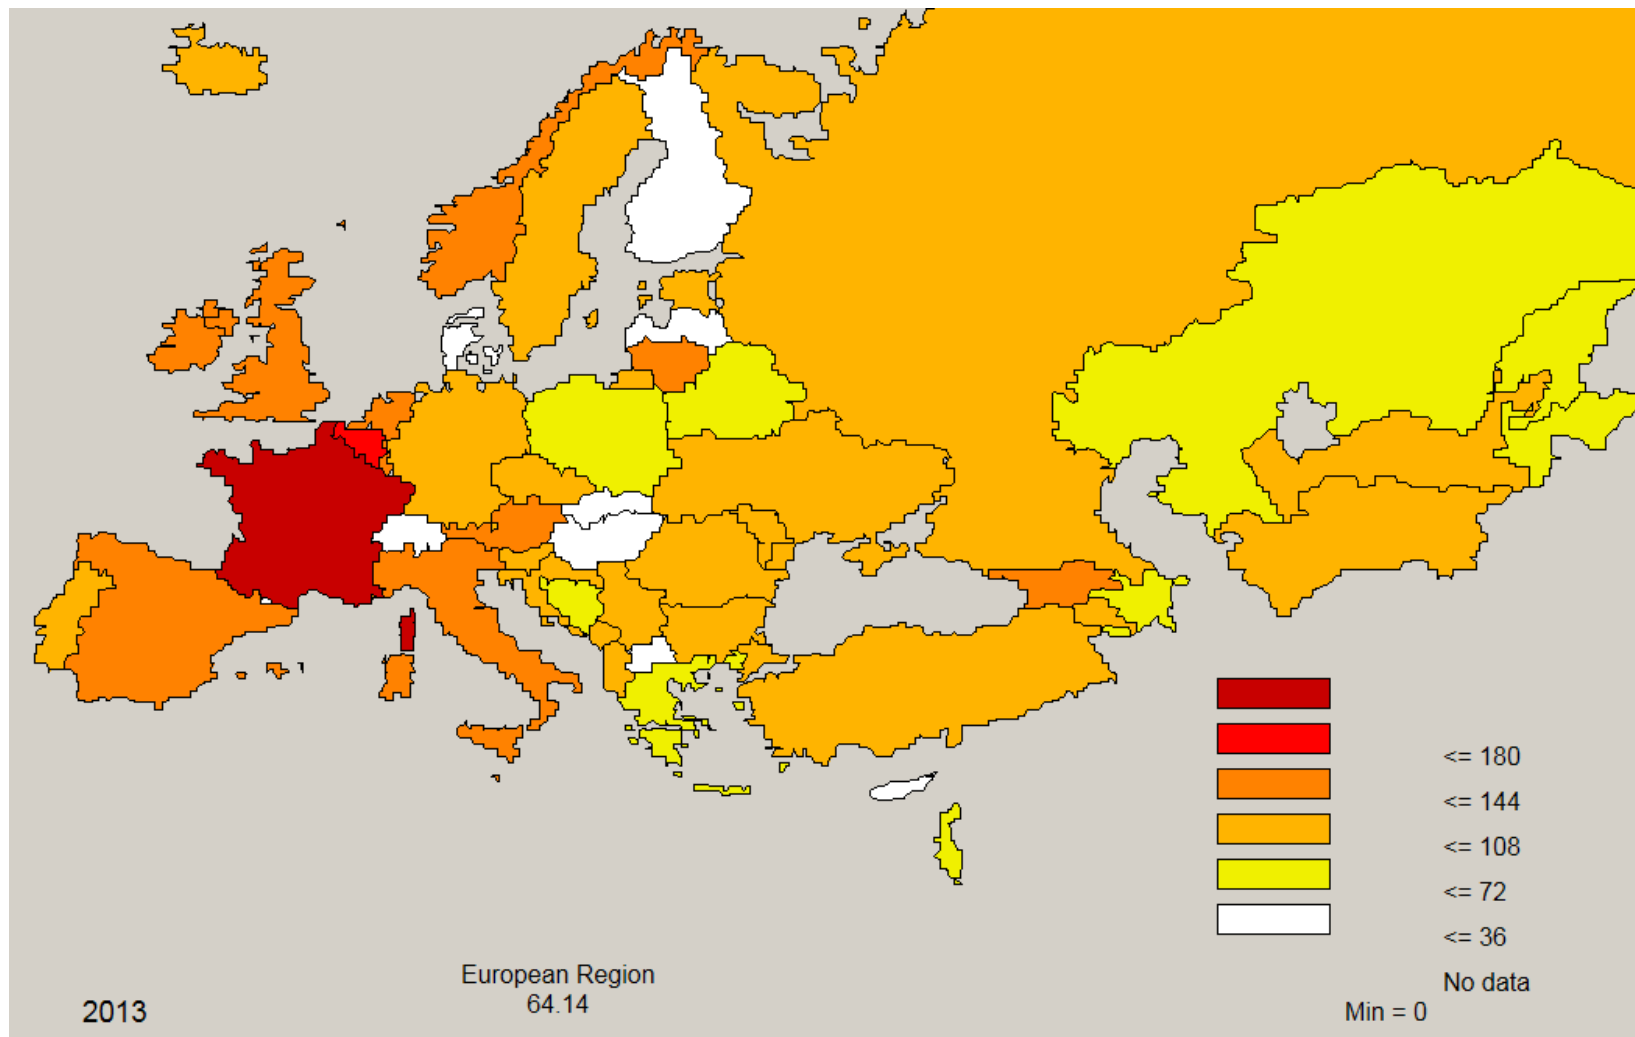 <= 180
<= 144
<= 108
<= 72
<= 36
No data
European Region
64.14
2013
Min = 0